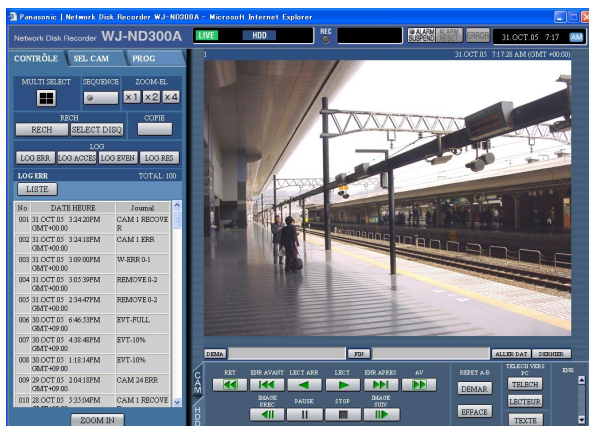 Panasonic | Network Disk Recorder WJ-ND300A - Microsoft Internet Explorer
Network Disk Recorder WJ-ND300A
LIVE HDD REC ALARM SUSPEND ALARM RESET ERROR 31.OCT.05 7:17 AM
CONTRÔLE SEL CAM PROG
1 31.OCT.05 7:17:28 AM (GMT +00:00)
MULTI SELECT SEQUENCE ZOOM-EL
x1 x2 x4
RECH COPIE
RECH SELECT DISQ
LOG
LOG ERR LOG ACCES LOG EVEN LOG RES
LOG ERR TOTAL: 100
LISTE
No DATE HEURE Journal
001 31.OCT.05 3:24:20PM GMT+00:00 CAM 1 RECOVER
002 31.OCT.05 3:24:18PM GMT+00:00 CAM 1 ERR
003 31.OCT.05 3:09:00PM GMT+00:00 W-ERR 0-1
004 31.OCT.05 3:05:39PM GMT+00:00 REMOVE 0-2
005 31.OCT.05 2:34:47PM GMT+00:00 REMOVE 0-2
006 30.OCT.05 6:46:53PM GMT+09:00 EVT-FULL
007 30.OCT.05 4:38:48PM GMT+09:00 EVT-10%
008 30.OCT.05 1:18:14PM GMT+09:00 EVT-10%
009 29.OCT.05 2:04:18PM GMT+09:00 CAM 24 ERR
010 28.OCT.05 5:35:04PM GMT+09:00 CAM 1 RECOVE
ZOOM IN
DEMA FIN ALLER DAT DERNIER
CAM
HDD
RET ENR AVANT LECT ARR LECT ENR APRES AV
IMAGE PREC PAUSE STOP IMAGE SUIV
REPET A-B
DEMAR
EFFACE
TELECH VERS PC
TELECH
LECTEUR
TEXTE
ENR